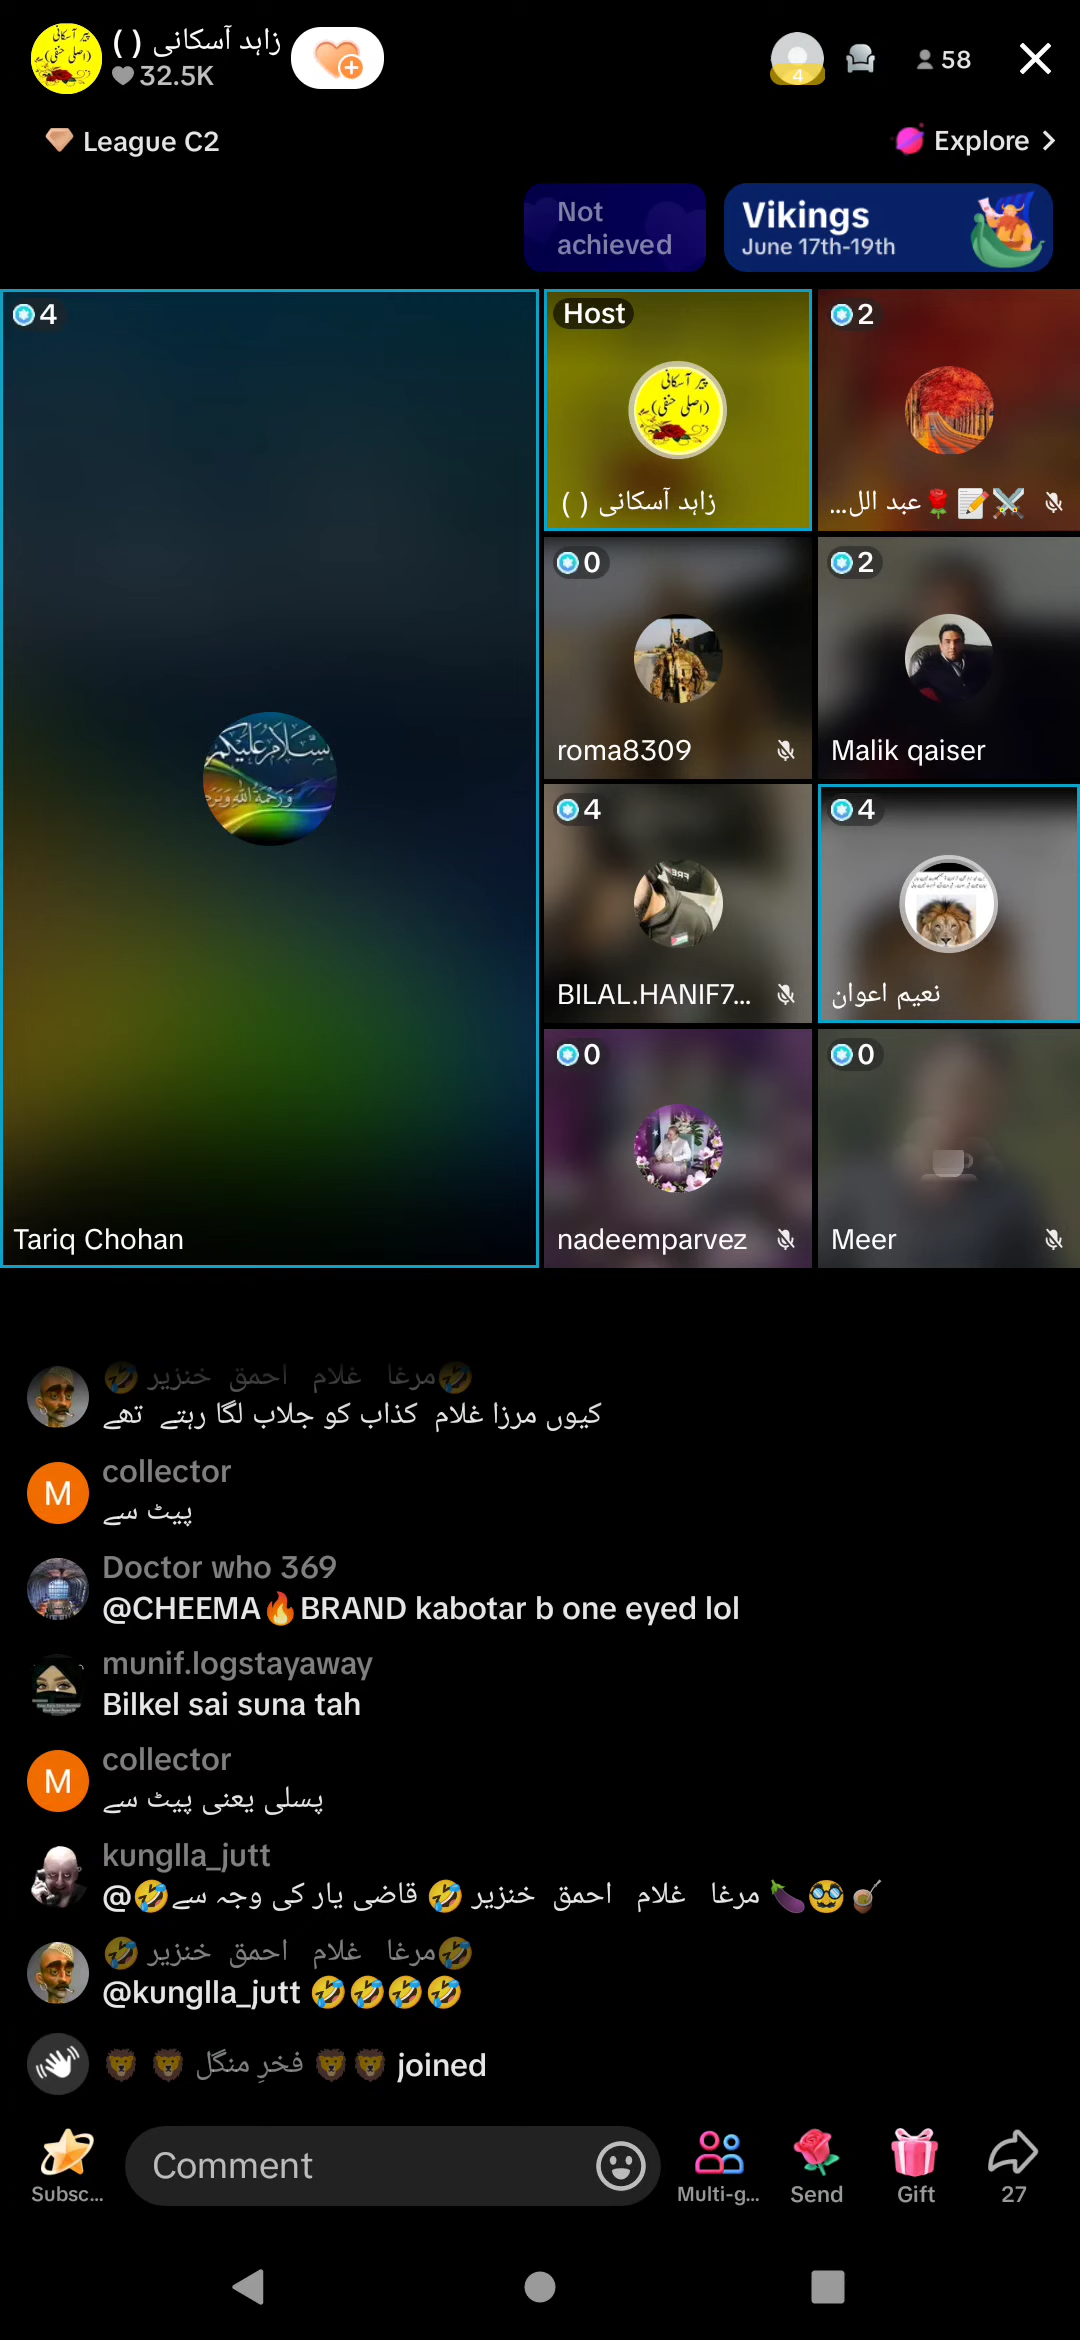 زاہد آسکانی ( )
32.5K
4
58
League C2
Explore
Not
achieved
Vikings
June 17th-19th
4
Tariq Chohan
Host
پیر آسکانی
(اصلی حنفی)
زاہد آسکانی ( )
2
عبد الل...🌹📝⚔️
0
roma8309
2
Malik qaiser
4
BILAL.HANIF7...
4
نعیم اعوان
0
nadeemparvez
0
Meer
🤣مرغا غلام احمق خنزیر🤣
کیوں مرزا غلام کذاب کو جلاب لگا رہتے تھے
M
collector
پیٹ سے
Doctor who 369
@CHEEMA🔥BRAND kabotar b one eyed lol
munif.logstayaway
Bilkel sai suna tah
M
collector
پسلی یعنی پیٹ سے
kunglla_jutt
@🤣مرغا غلام احمق خنزیر🤣 قاضی یار کی وجہ سے 🍆🥸🧉
🤣مرغا غلام احمق خنزیر🤣
@kunglla_jutt 🤣🤣🤣🤣
🦁 🦁 فخرِ منگل 🦁 🦁 joined
Subsc...
Comment
Multi-g...
Send
Gift
27